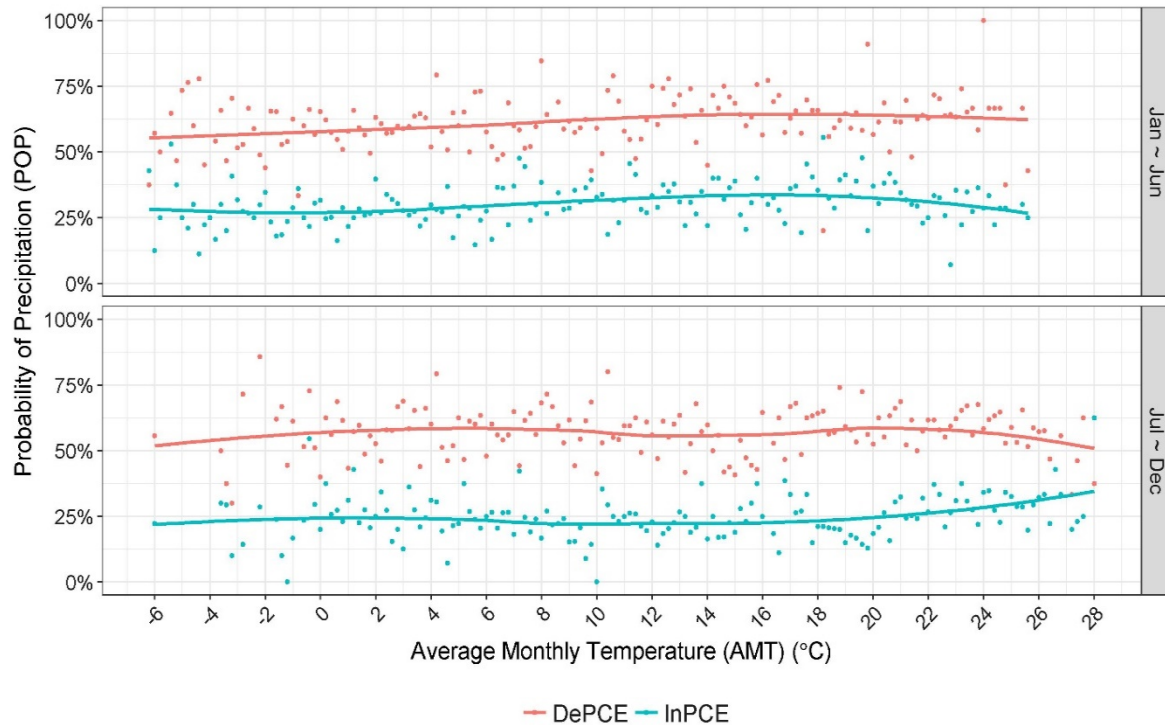 Probability of Precipitation (POP)
100%
75%
50%
25%
0%
Jan ~ Jun
100%
75%
50%
25%
0%
Jul ~ Dec
-6 -4 -2 0 2 4 6 8 10 12 14 16 18 20 22 24 26 28
Average Monthly Temperature (AMT) (°C)
DePCE InPCE